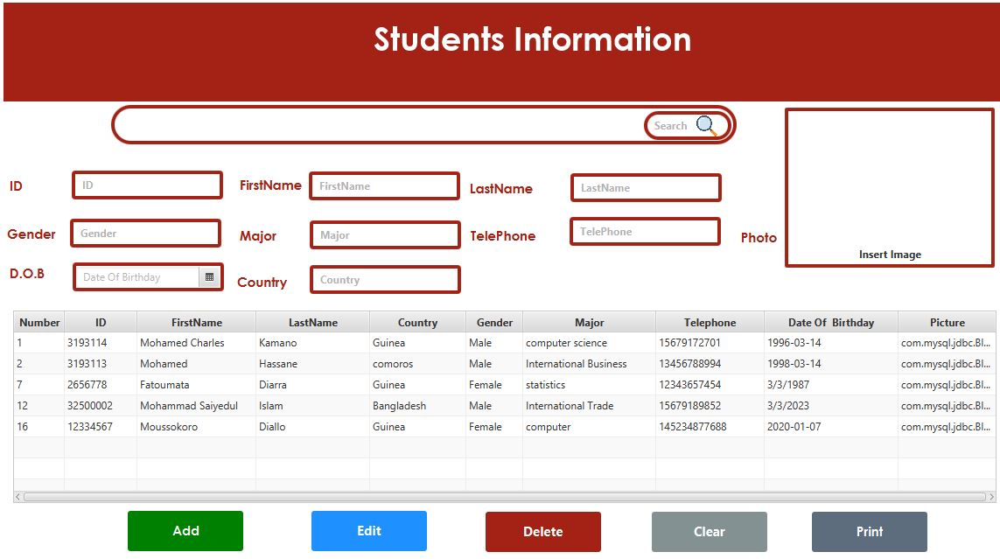 Students Information
Search
ID ID FirstName FirstName LastName LastName
Gender Gender Major Major TelePhone TelePhone Photo
Insert Image
D.O.B Date Of Birthday Country Country
Number ID FirstName LastName Country Gender Major Telephone Date Of Birthday Picture
1 3193114 Mohamed Charles Kamano Guinea Male computer science 15679172701 1996-03-14 com.mysql.jdbc.Bl...
2 3193113 Mohamed Hassane comoros Male International Business 13456788994 1998-03-14 com.mysql.jdbc.Bl...
7 2656778 Fatoumata Diarra Guinea Female statistics 12343657454 3/3/1987 com.mysql.jdbc.Bl...
12 32500002 Mohammad Saiyedul Islam Bangladesh Male International Trade 15679189852 3/3/2023 com.mysql.jdbc.Bl...
16 12334567 Moussokoro Diallo Guinea Female computer 145234877688 2020-01-07 com.mysql.jdbc.Bl...
Add Edit Delete Clear Print